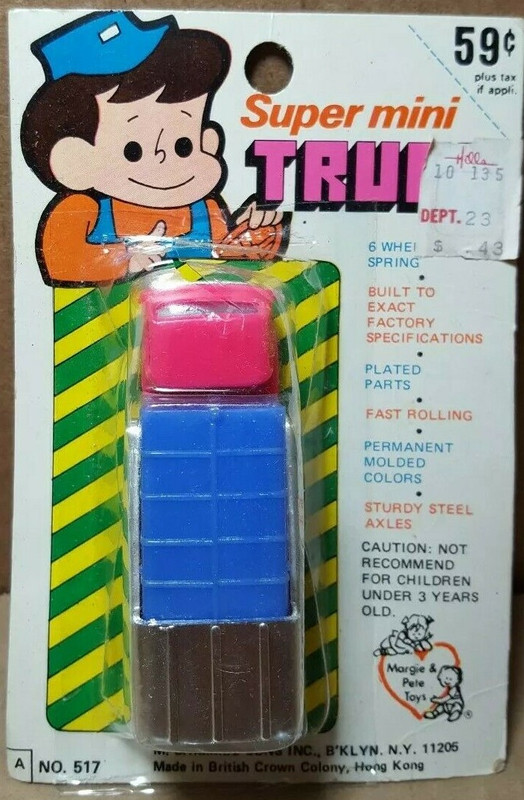 59¢
plus tax
if appli.
Super mini
TRU
Hills
10 135
DEPT. 23
$ 43
6 WHE
SPRING
•
BUILT TO
EXACT
FACTORY
SPECIFICATIONS
•
PLATED
PARTS
•
FAST ROLLING
•
PERMANENT
MOLDED
COLORS
•
STURDY STEEL
AXLES
CAUTION: NOT
RECOMMEND
FOR CHILDREN
UNDER 3 YEARS
OLD.
Margie &
Pete
Toys
®
INC., B'KLYN. N.Y. 11205
A NO. 517 Made in British Crown Colony, Hong Kong